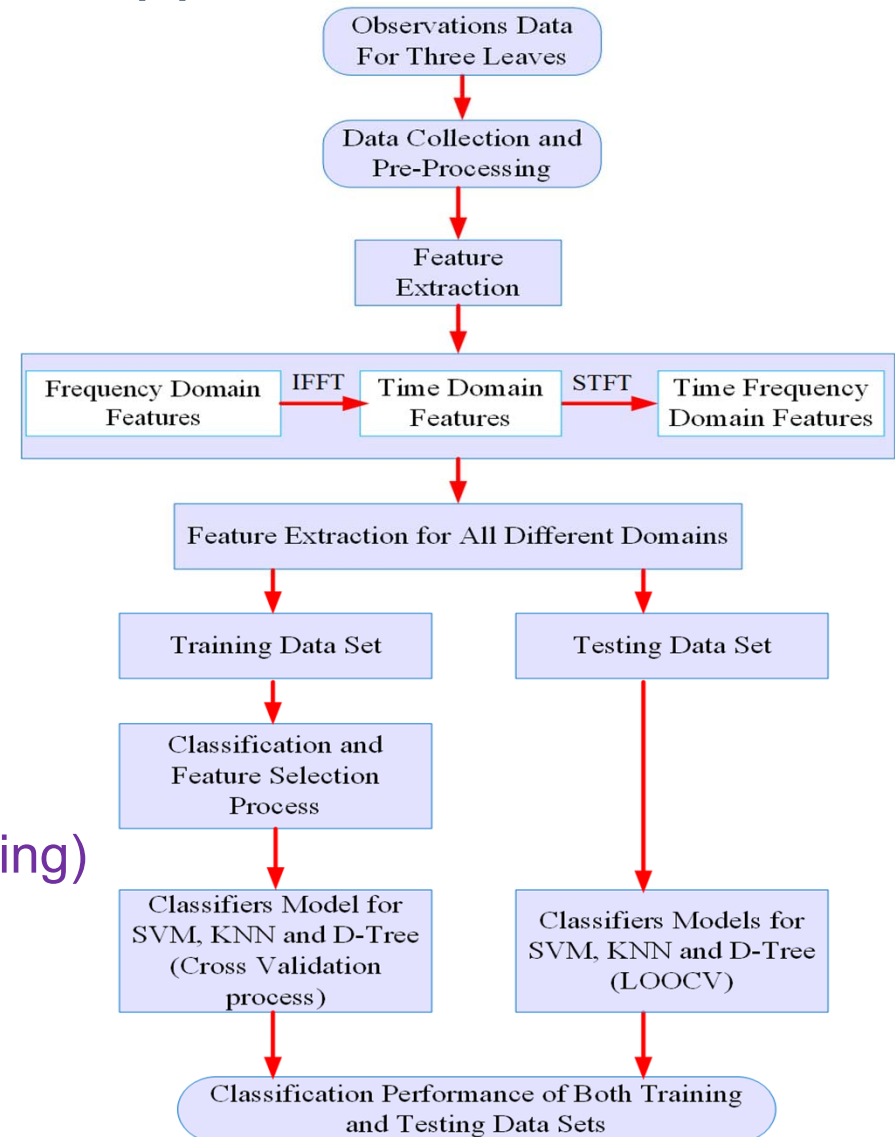 Observations Data
For Three Leaves
Data Collection and
Pre-Processing
Feature
Extraction
Frequency Domain
Features
IFFT
Time Domain
Features
STFT
Time Frequency
Domain Features
Feature Extraction for All Different Domains
Training Data Set
Testing Data Set
Classification and
Feature Selection
Process
ing)
Classifiers Model for
SVM, KNN and D-Tree
(Cross Validation
process)
Classifiers Models for
SVM, KNN and D-Tree
(LOOCV)
Classification Performance of Both Training
and Testing Data Sets